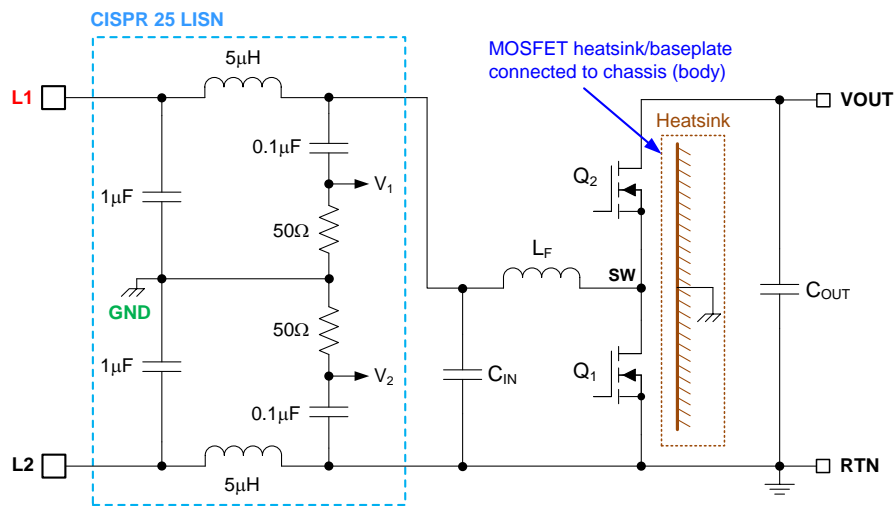 CISPR 25 LISN
MOSFET heatsink/baseplate
connected to chassis (body)
5μH
L1
VOUT
Heatsink
0.1μF
Q2
V1
1μF
50Ω
LF
SW
GND
COUT
50Ω
1μF
V2
CIN
Q1
0.1μF
L2
RTN
5μH